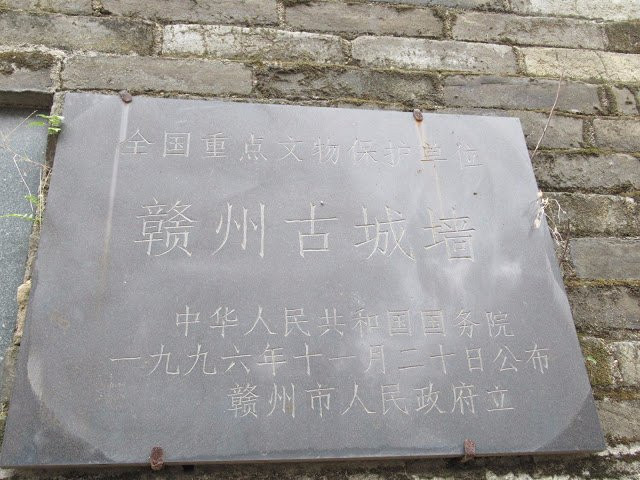 全国重点文物保护单位
赣州古城墙
中华人民共和国国务院
一九九六年十一月二十日公布
赣州市人民政府立